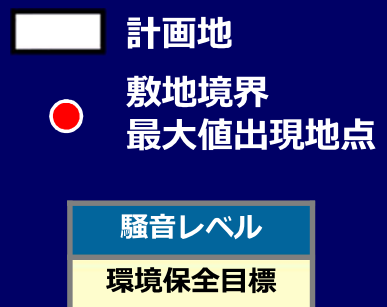 計画地
敷地境界
最大値出現地点
騒音レベル
環境保全目標